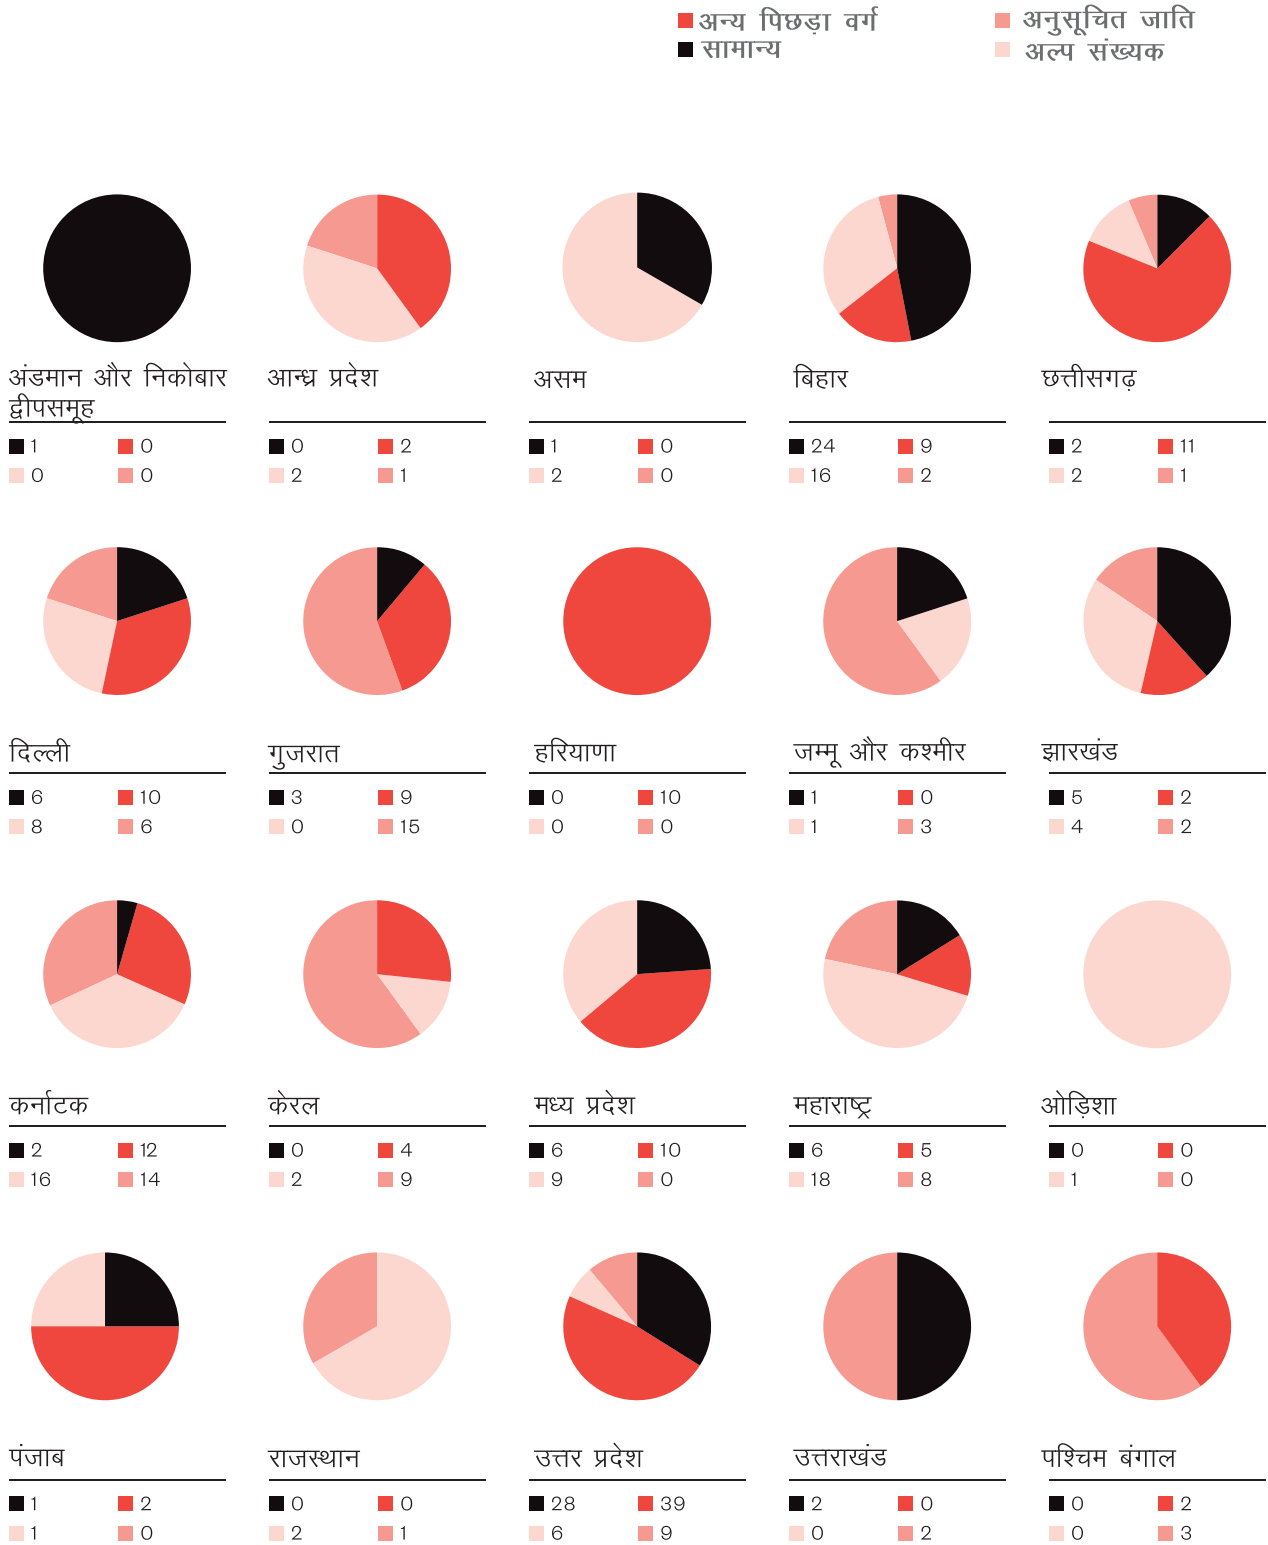 अन्य पिछड़ा वर्ग अनुसूचित जाति
सामान्य अल्प संख्यक
अंडमान और निकोबार आन्ध्र प्रदेश असम बिहार छत्तीसगढ़
द्वीपसमूह
1 0 0 2 1 0 24 9 2 11
0 0 2 1 2 0 16 2 2 1
दिल्ली गुजरात हरियाणा जम्मू और कश्मीर झारखंड
6 10 3 9 0 10 1 0 5 2
8 6 0 15 0 0 1 3 4 2
कर्नाटक केरल मध्य प्रदेश महाराष्ट्र ओड़िशा
2 12 0 4 6 10 6 5 0 0
16 14 2 9 9 0 18 8 1 0
पंजाब राजस्थान उत्तर प्रदेश उत्तराखंड पश्चिम बंगाल
1 2 0 0 28 39 2 0 0 2
1 0 2 1 6 9 0 2 0 3